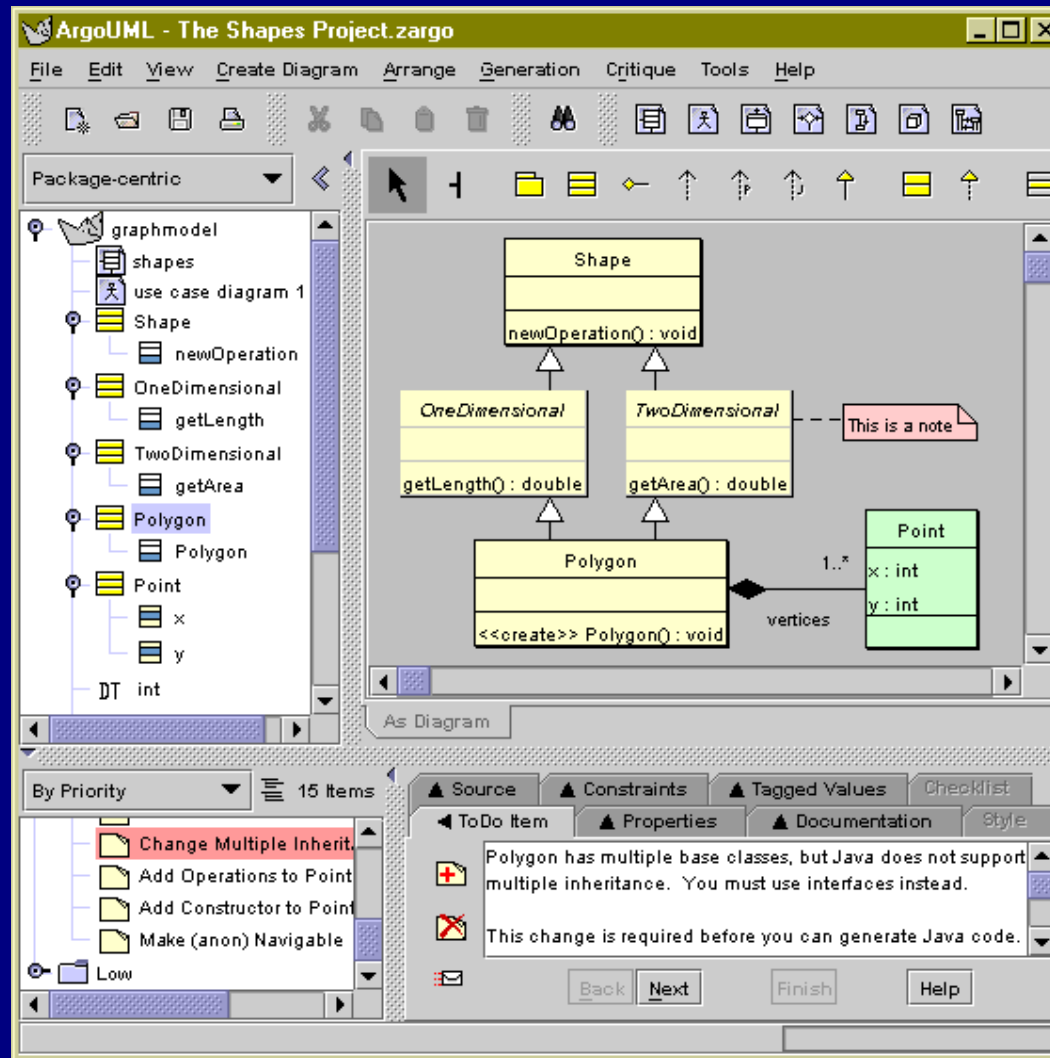 ArgoUML - The Shapes Project.zargo
File Edit View Create Diagram Arrange Generation Critique Tools Help
Package-centric
graphmodel
shapes
use case diagram 1
Shape
newOperation
OneDimensional
getLength
TwoDimensional
getArea
Polygon
Polygon
Point
x
y
DT int
Shape
newOperation() : void
OneDimensional
getLength() : double
TwoDimensional
getArea() : double
This is a note
Polygon
<<create>> Polygon() : void
1..*
vertices
Point
x : int
y : int
As Diagram
By Priority
15 Items
Change Multiple Inherit
Add Operations to Point
Add Constructor to Point
Make (anon) Navigable
Low
Source Constraints Tagged Values Checklist
ToDo Item Properties Documentation Style
Polygon has multiple base classes, but Java does not support
multiple inheritance. You must use interfaces instead.
This change is required before you can generate Java code.
Back Next Finish Help